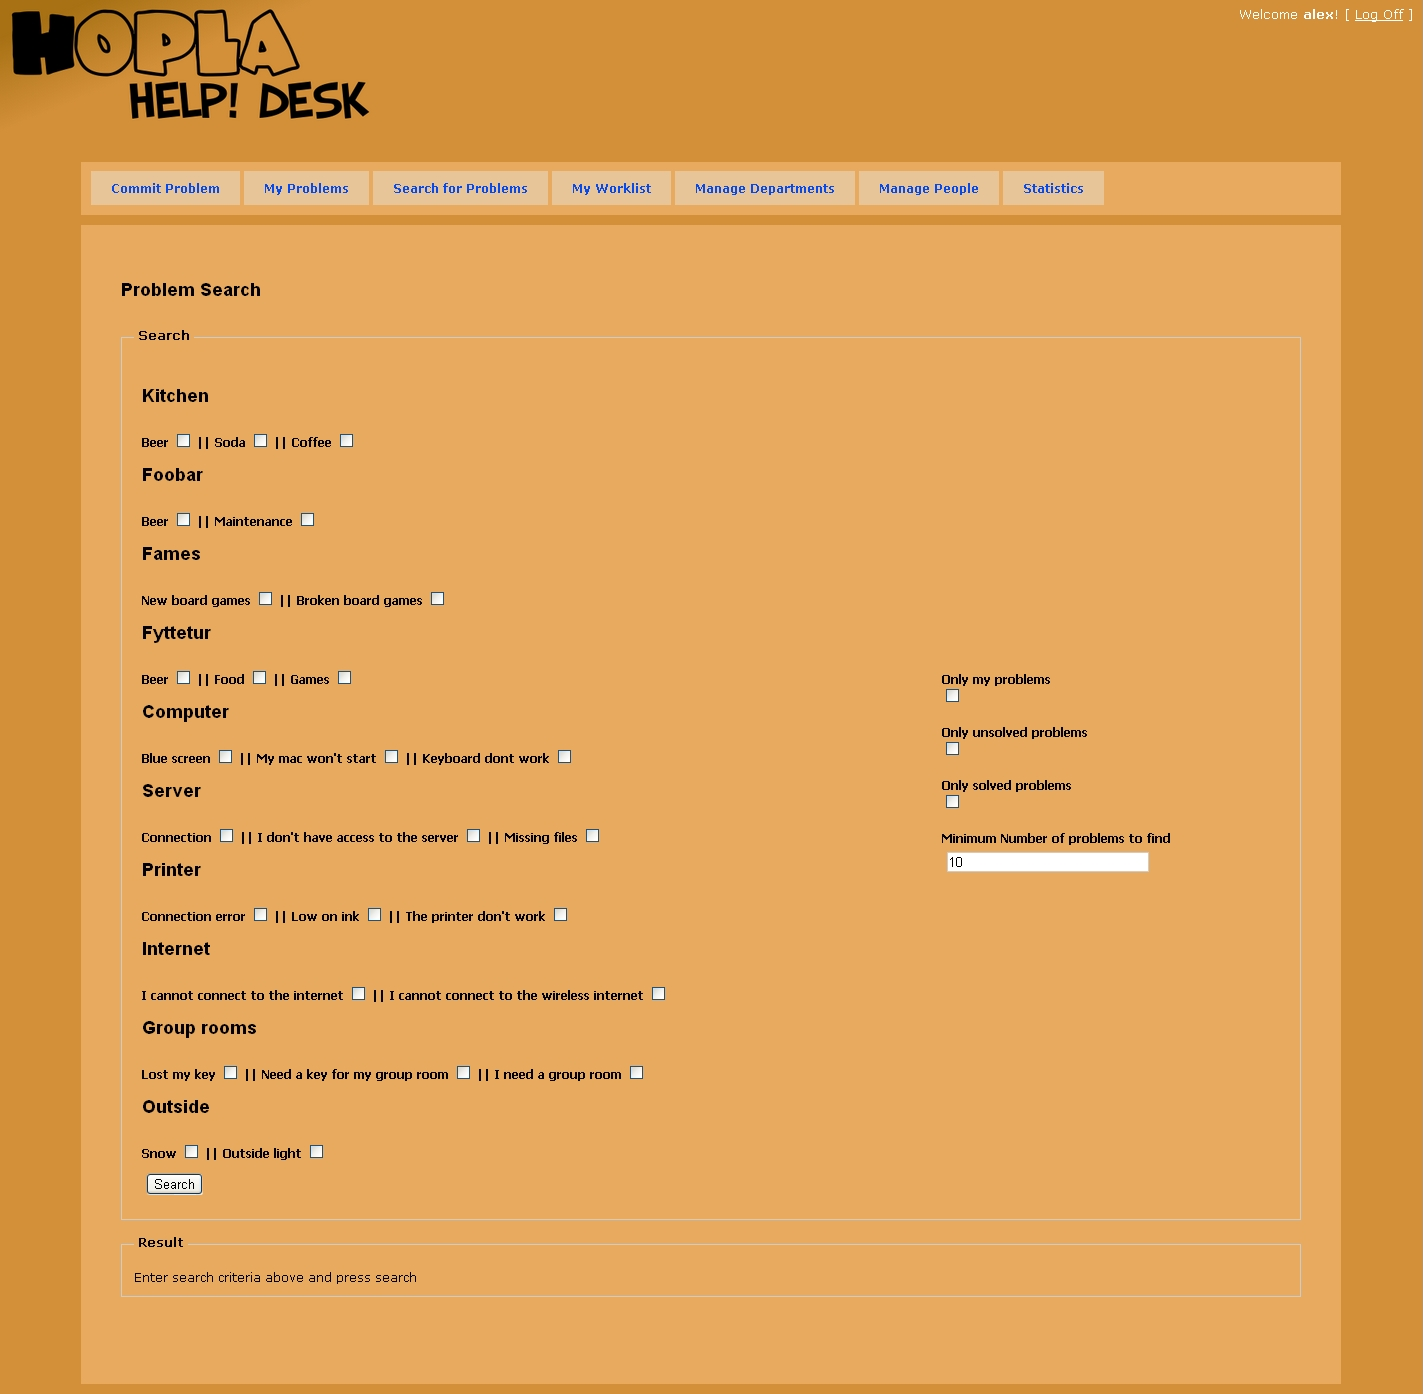 HOPLA
HELP! DESK
Welcome alex! [ Log Off ]
Commit Problem My Problems Search for Problems My Worklist Manage Departments Manage People Statistics
Problem Search
Search
Kitchen
Beer || Soda || Coffee
Foobar
Beer || Maintenance
Fames
New board games || Broken board games
Fyttetur
Beer || Food || Games
Computer
Blue screen || My mac won't start || Keyboard dont work
Server
Connection || I don't have access to the server || Missing files
Printer
Connection error || Low on ink || The printer don't work
Internet
I cannot connect to the internet || I cannot connect to the wireless internet
Group rooms
Lost my key || Need a key for my group room || I need a group room
Outside
Snow || Outside light
Search
Only my problems
Only unsolved problems
Only solved problems
Minimum Number of problems to find
10
Result
Enter search criteria above and press search